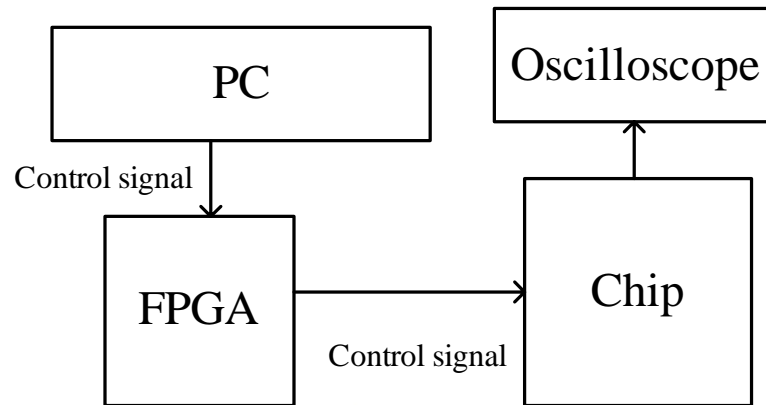 PC
Oscilloscope
Control signal
FPGA
Chip
Control signal